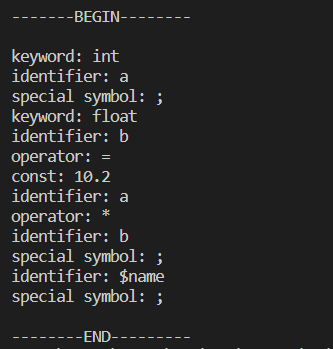 -------BEGIN--------
keyword: int
identifier: a
special symbol: ;
keyword: float
identifier: b
operator: =
const: 10.2
identifier: a
operator: *
identifier: b
special symbol: ;
identifier: $name
special symbol: ;
--------END---------